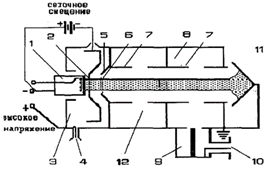 сеточное
смещение
1 2 5 6 7 8 7 11
- 
+
высокое
напряжение
3 4 12 9 10